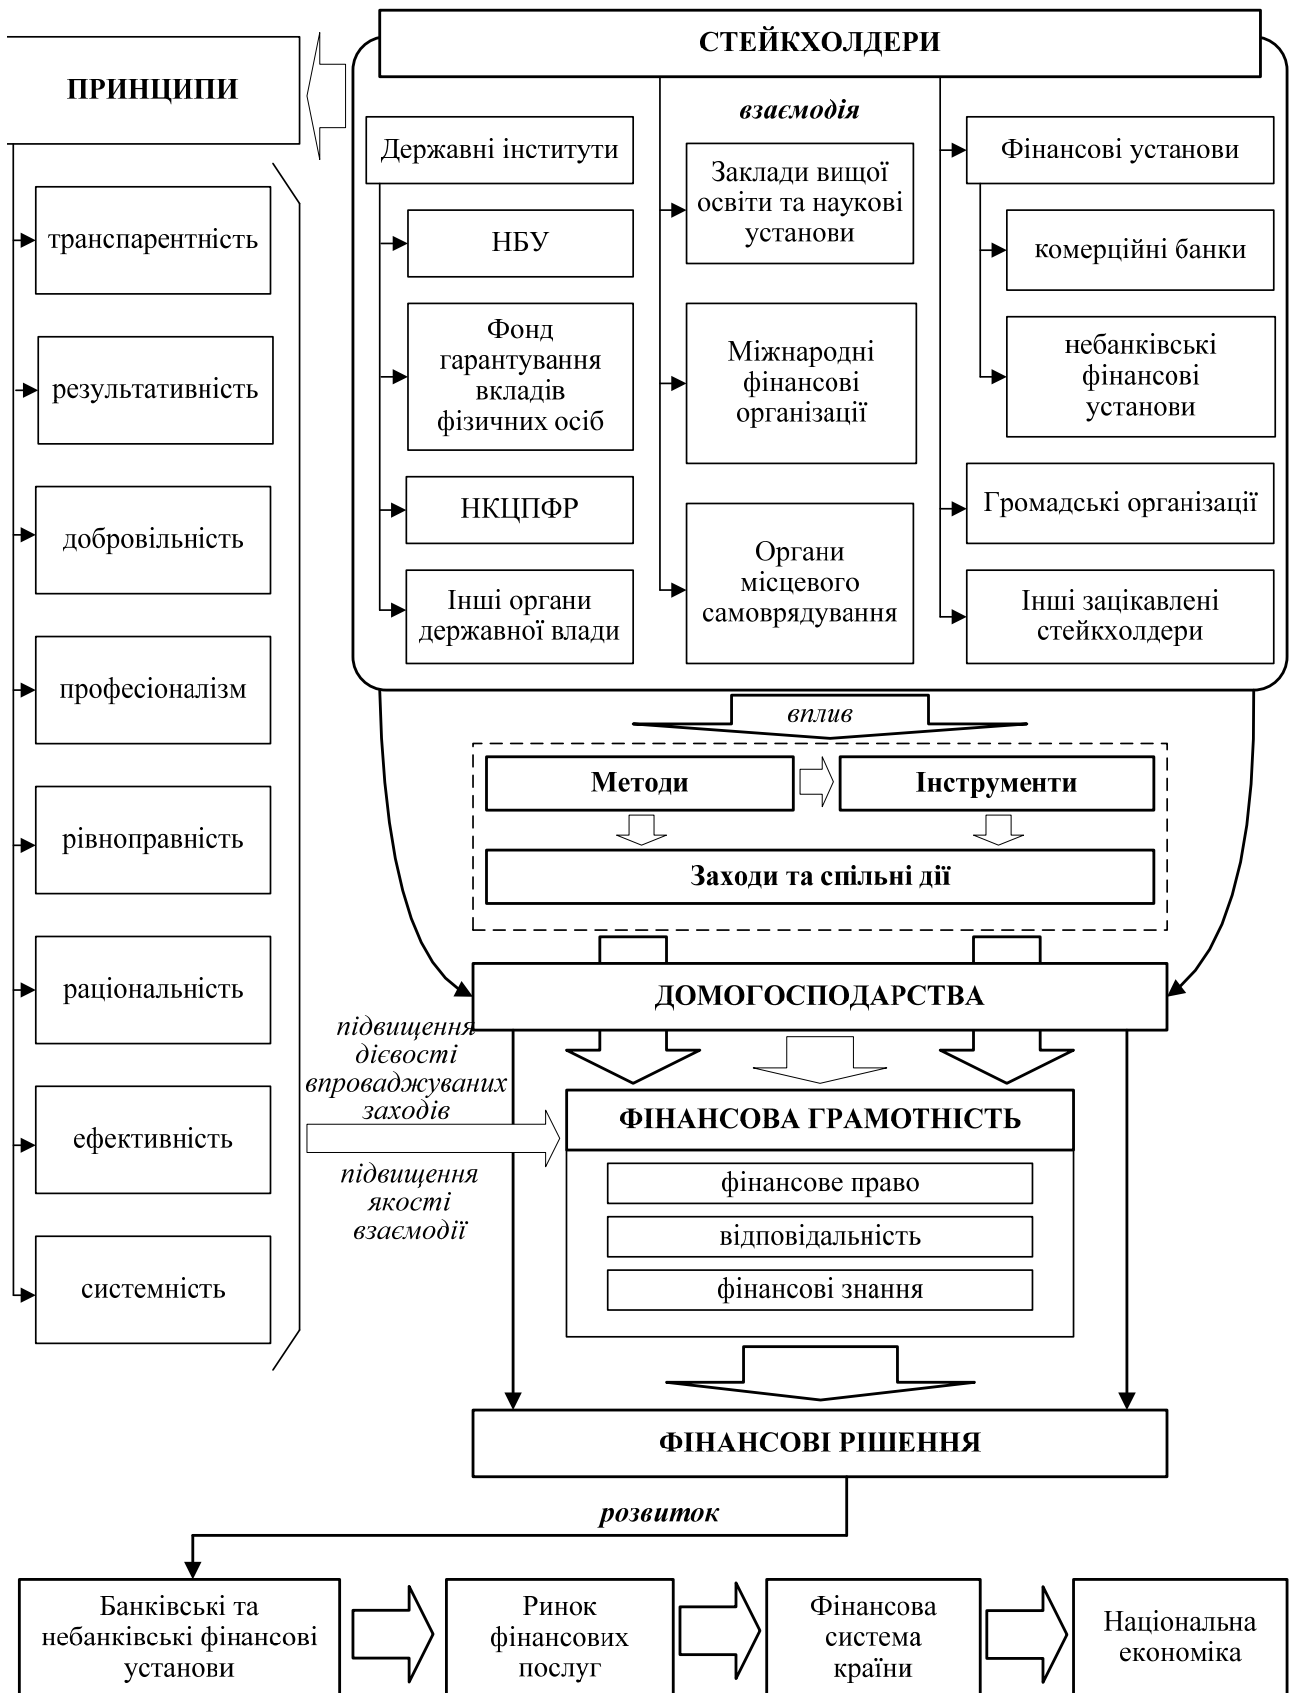 СТЕЙКХОЛДЕРИ
ПРИНЦИПИ
транспарентність
результативність
добровільність
професіоналізм
рівноправність
раціональність
ефективність
системність
взаємодія
Державні інститути
НБУ
Фонд
гарантування
вкладів
фізичних осіб
НКЦПФР
Інші органи
державної влади
Заклади вищої
освіти та наукові
установи
Міжнародні
фінансові
організації
Органи
місцевого
самоврядування
Фінансові установи
комерційні банки
небанківські
фінансові
установи
Громадські організації
Інші зацікавлені
стейкхолдери
вплив
Методи
Інструменти
Заходи та спільні дії
ДОМОГОСПОДАРСТВА
підвищення
дієвості
впроваджуваних
заходів
підвищення
якості
взаємодії
ФІНАНСОВА ГРАМОТНІСТЬ
фінансове право
відповідальність
фінансові знання
ФІНАНСОВІ РІШЕННЯ
розвиток
Банківські та
небанківські фінансові
установи
Ринок
фінансових
послуг
Фінансова
система
країни
Національна
економіка